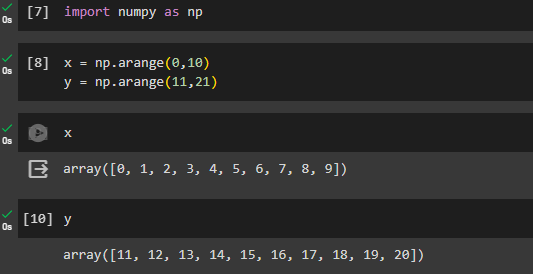 [7] import numpy as np
0s
[8] x = np.arange(0,10)
0s
y = np.arange(11,21)
x
0s
array([0, 1, 2, 3, 4, 5, 6, 7, 8, 9])
[10] y
0s
array([11, 12, 13, 14, 15, 16, 17, 18, 19, 20])